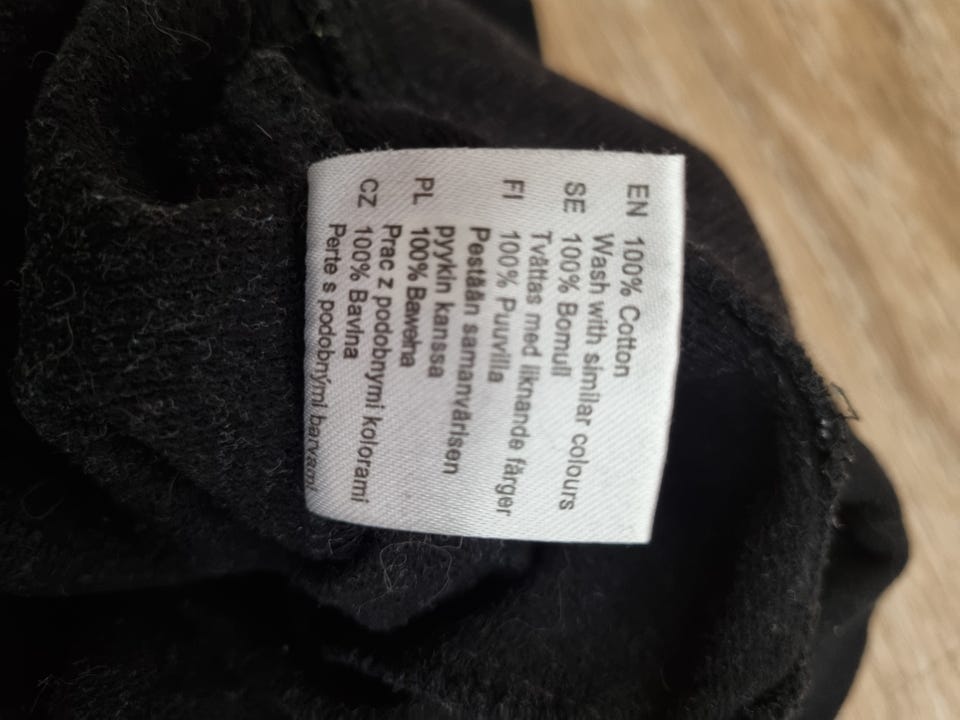 EN 100% Cotton
Wash with similar colours
SE 100% Bomull
Tvättas med liknande färger
FI 100% Puuvilla
Pestään samanvärisen
pyykin kanssa
PL 100% Bawełna
Prac z podobnymi kolorami
CZ 100% Bavlna
Perte s podobnými barvami